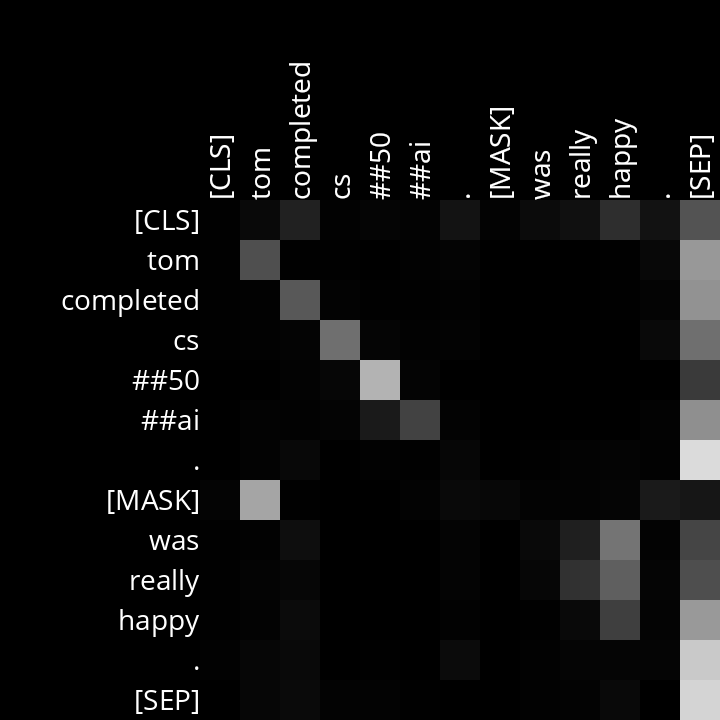 [CLS] tom completed cs ##50 ##ai . [MASK] was really happy . [SEP]
[CLS]
tom
completed
cs
##50
##ai
.
[MASK]
was
really
happy
.
[SEP]